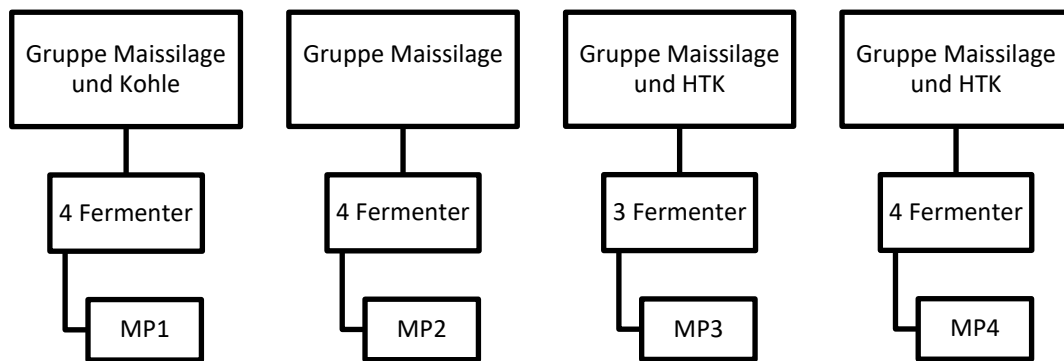 Gruppe Maissilage
und Kohle
4 Fermenter
MP1
Gruppe Maissilage
4 Fermenter
MP2
Gruppe Maissilage
und HTK
3 Fermenter
MP3
Gruppe Maissilage
und HTK
4 Fermenter
MP4